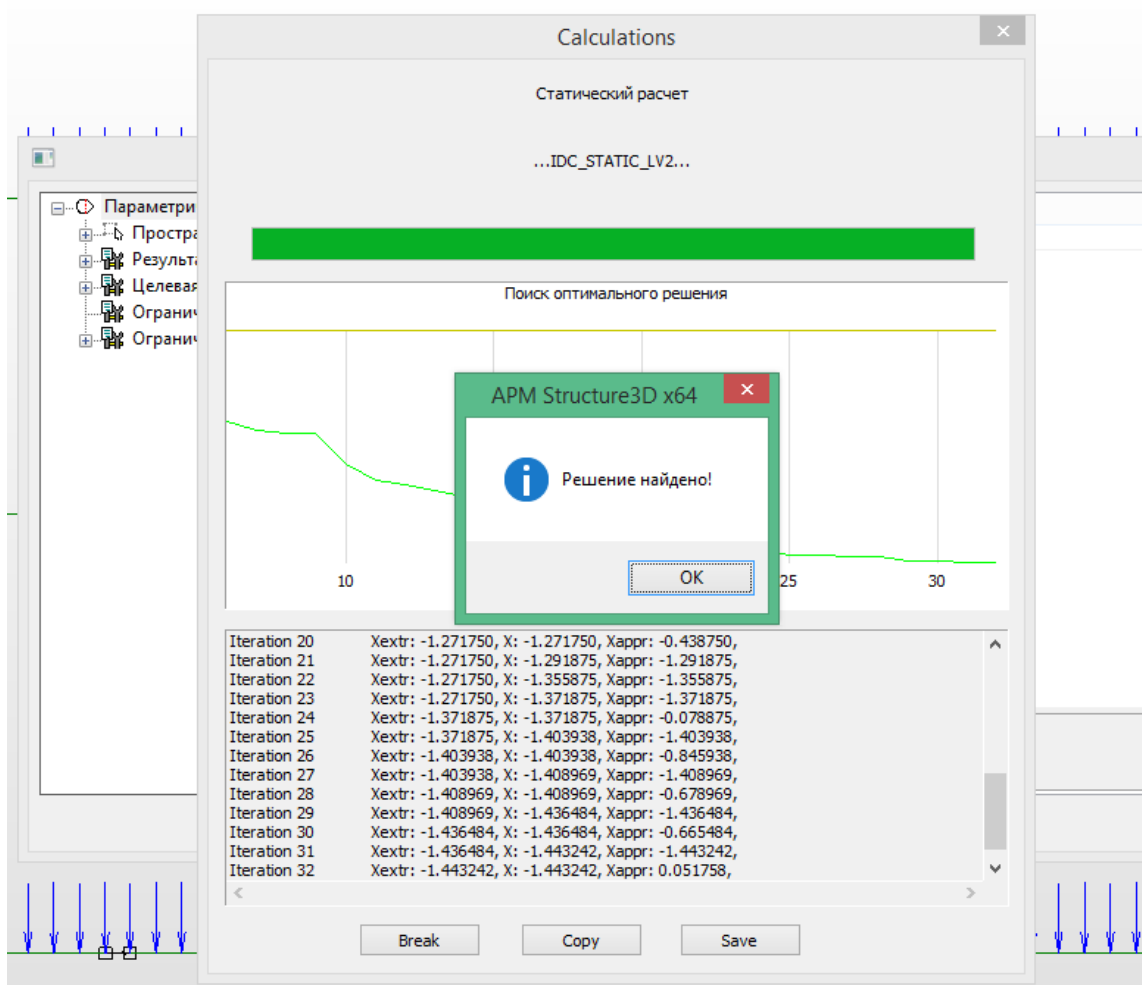 Calculations
Статический расчет
...IDC_STATIC_LV2...
Параметри
Простра
Результа
Целевая
Огранич
Огранич
Поиск оптимального решения
APM Structure3D x64
Решение найдено!
OK
10
25
30
Iteration 20 Xextr: -1.271750, X: -1.271750, Xappr: -0.438750,
Iteration 21 Xextr: -1.271750, X: -1.291875, Xappr: -1.291875,
Iteration 22 Xextr: -1.271750, X: -1.355875, Xappr: -1.355875,
Iteration 23 Xextr: -1.271750, X: -1.371875, Xappr: -1.371875,
Iteration 24 Xextr: -1.371875, X: -1.371875, Xappr: -0.078875,
Iteration 25 Xextr: -1.371875, X: -1.403938, Xappr: -1.403938,
Iteration 26 Xextr: -1.403938, X: -1.403938, Xappr: -0.845938,
Iteration 27 Xextr: -1.403938, X: -1.408969, Xappr: -1.408969,
Iteration 28 Xextr: -1.408969, X: -1.408969, Xappr: -0.678969,
Iteration 29 Xextr: -1.408969, X: -1.436484, Xappr: -1.436484,
Iteration 30 Xextr: -1.436484, X: -1.436484, Xappr: -0.665484,
Iteration 31 Xextr: -1.436484, X: -1.443242, Xappr: -1.443242,
Iteration 32 Xextr: -1.443242, X: -1.443242, Xappr: 0.051758,
Break Copy Save